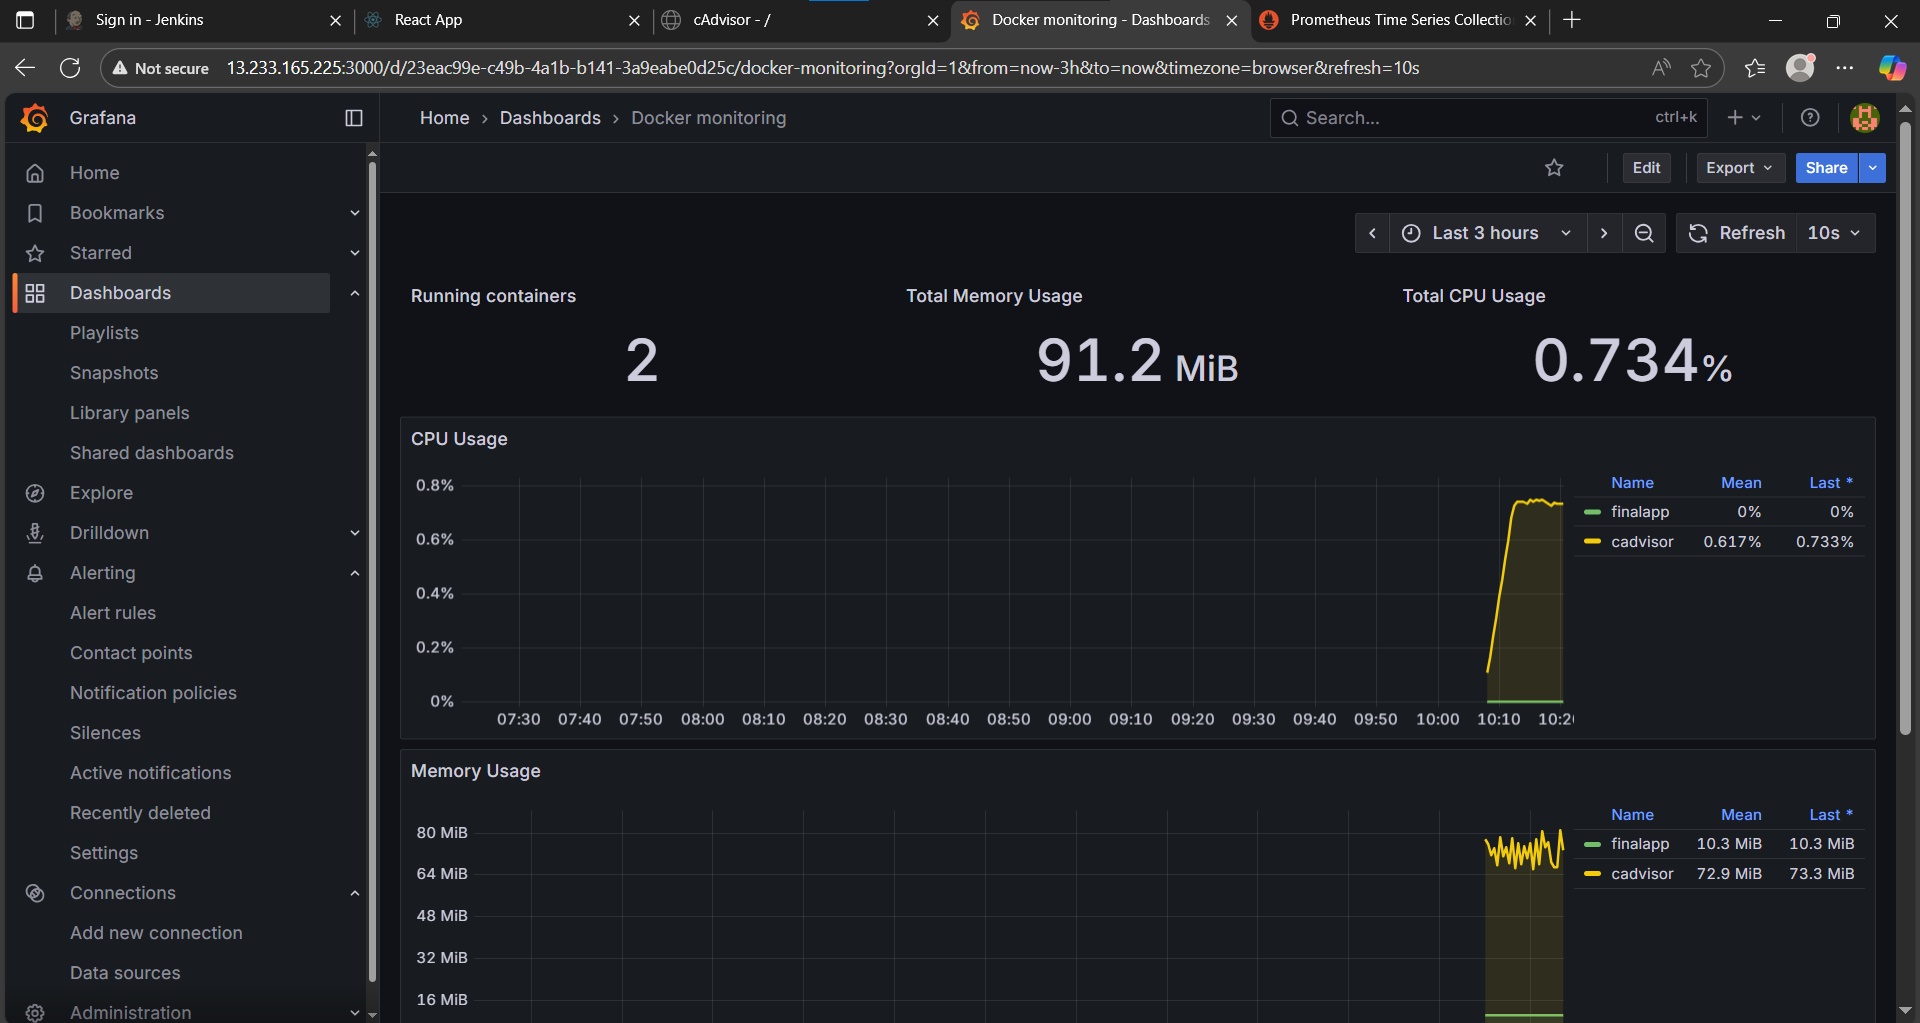 Sign in - Jenkins
React App
cAdvisor - /
Docker monitoring - Dashboards
Prometheus Time Series Collectio
Not secure
13.233.165.225:3000/d/23eac99e-c49b-4a1b-b141-3a9eabe0d25c/docker-monitoring?orgId=1&from=now-3h&to=now&timezone=browser&refresh=10s
Grafana
Home › Dashboards › Docker monitoring
Search... ctrl+k
Edit
Export
Share
Home
Bookmarks
Starred
Dashboards
Playlists
Snapshots
Library panels
Shared dashboards
Explore
Drilldown
Alerting
Alert rules
Contact points
Notification policies
Silences
Active notifications
Recently deleted
Settings
Connections
Add new connection
Data sources
Administration
Last 3 hours
Refresh 10s
Running containers
2
Total Memory Usage
91.2 MiB
Total CPU Usage
0.734%
CPU Usage
0.8%
0.6%
0.4%
0.2%
0%
07:30 07:40 07:50 08:00 08:10 08:20 08:30 08:40 08:50 09:00 09:10 09:20 09:30 09:40 09:50 10:00 10:10 10:2
Name Mean Last *
finalapp 0% 0%
cadvisor 0.617% 0.733%
Memory Usage
80 MiB
64 MiB
48 MiB
32 MiB
16 MiB
Name Mean Last *
finalapp 10.3 MiB 10.3 MiB
cadvisor 72.9 MiB 73.3 MiB